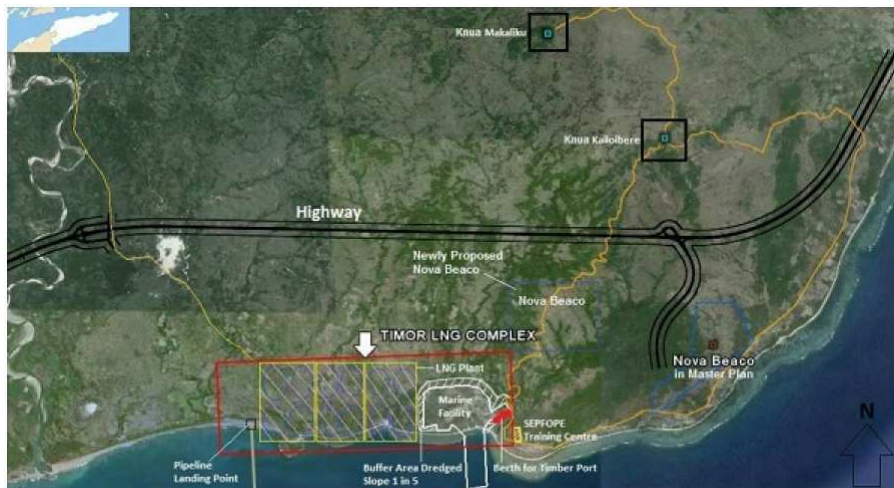 Knua Makaliku
Knua Kailoibere
Highway
Newly Proposed
Nova Beaco
Nova Beaco
TIMOR LNG COMPLEX
LNG Plant
Nova Beaco
in Master Plan
Marine
Facility
N
SEPFOPE
Training Centre
Pipeline
Landing Point
Buffer Area Dredged
Slope 1 in 5
Berth for Timber Port